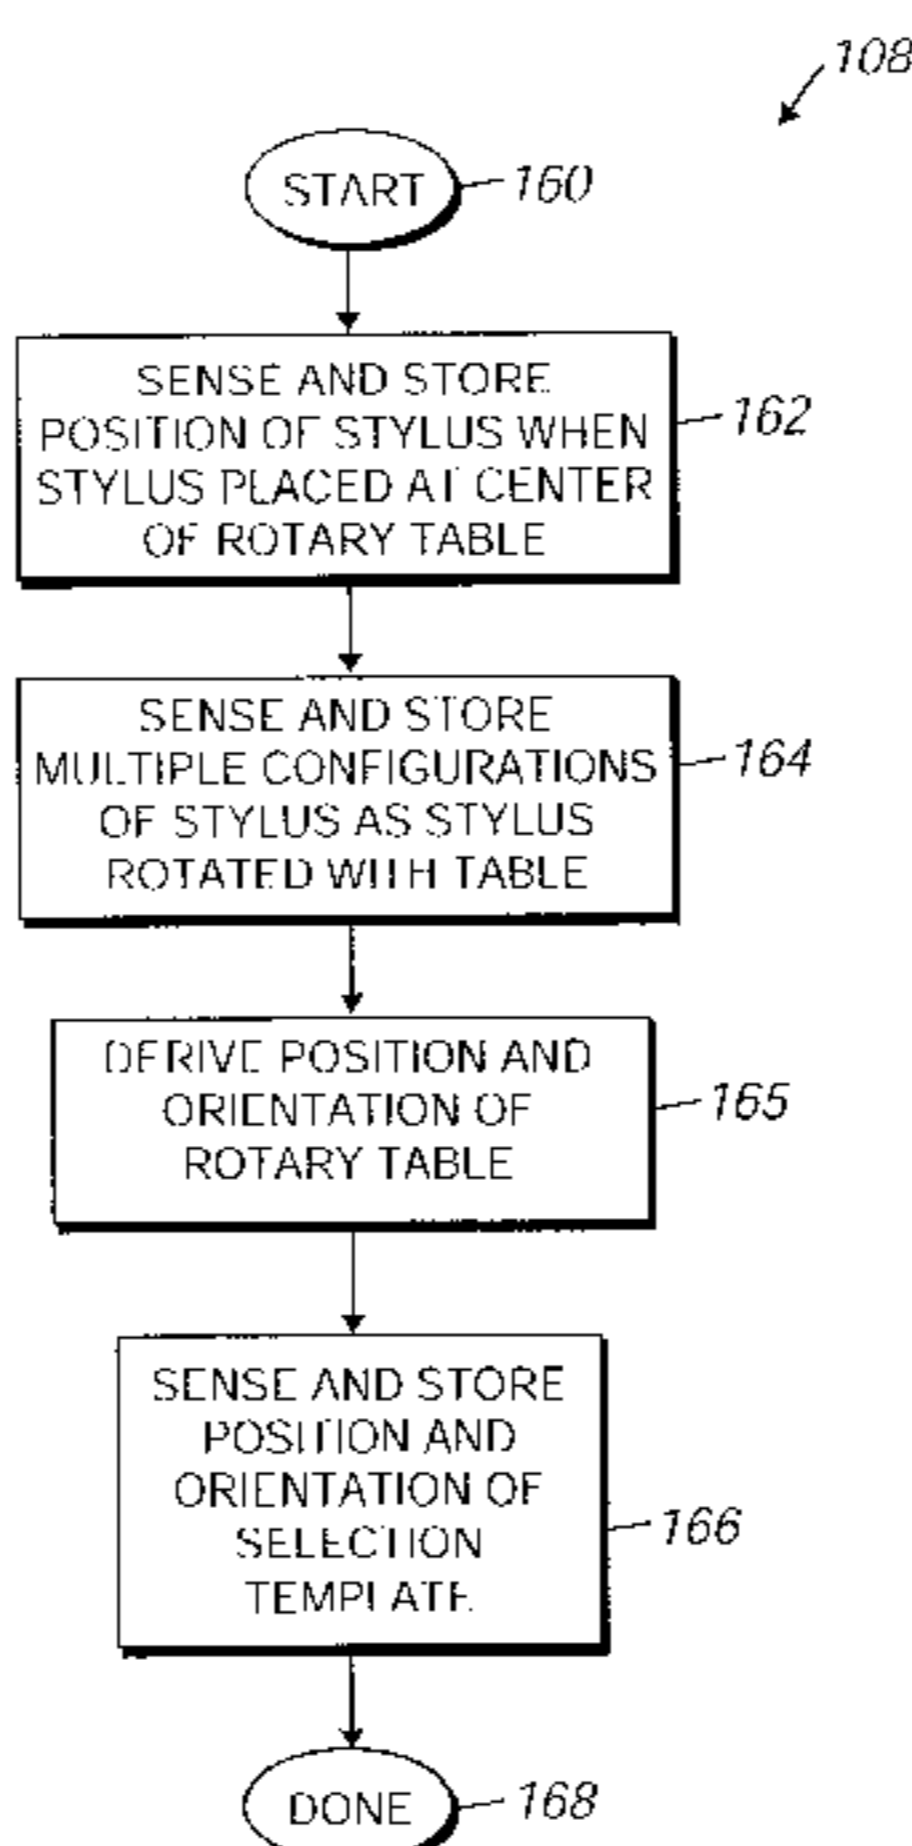 108
START
160
SENSE AND STORE
POSITION OF STYLUS WHEN
STYLUS PLACED AT CENTER
OF ROTARY TABLE
162
SENSE AND STORE
MULTIPLE CONFIGURATIONS
OF STYLUS AS STYLUS
ROTATED WITH TABLE
164
DERIVE POSITION AND
ORIENTATION OF
ROTARY TABLE
165
SENSE AND STORE
POSITION AND
ORIENTATION OF
SELECTION
TEMPLATE
166
DONE
168